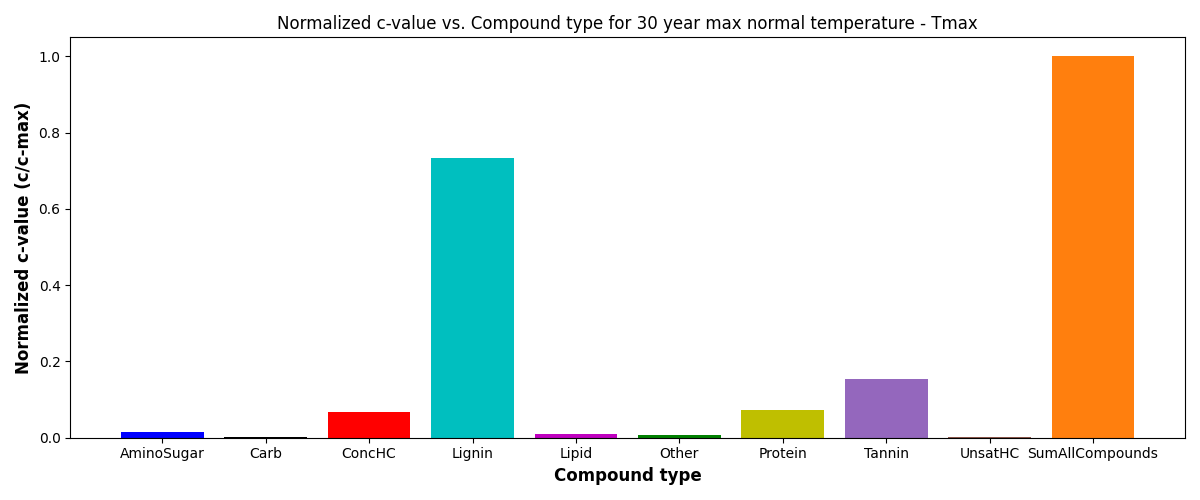 Normalized c-value vs. Compound type for 30 year max normal temperature - Tmax
Normalized c-value (c/c-max)
1.0
0.8
0.6
0.4
0.2
0.0
AminoSugar Carb ConcHC Lignin Lipid Other Protein Tannin UnsatHC SumAllCompounds
Compound type